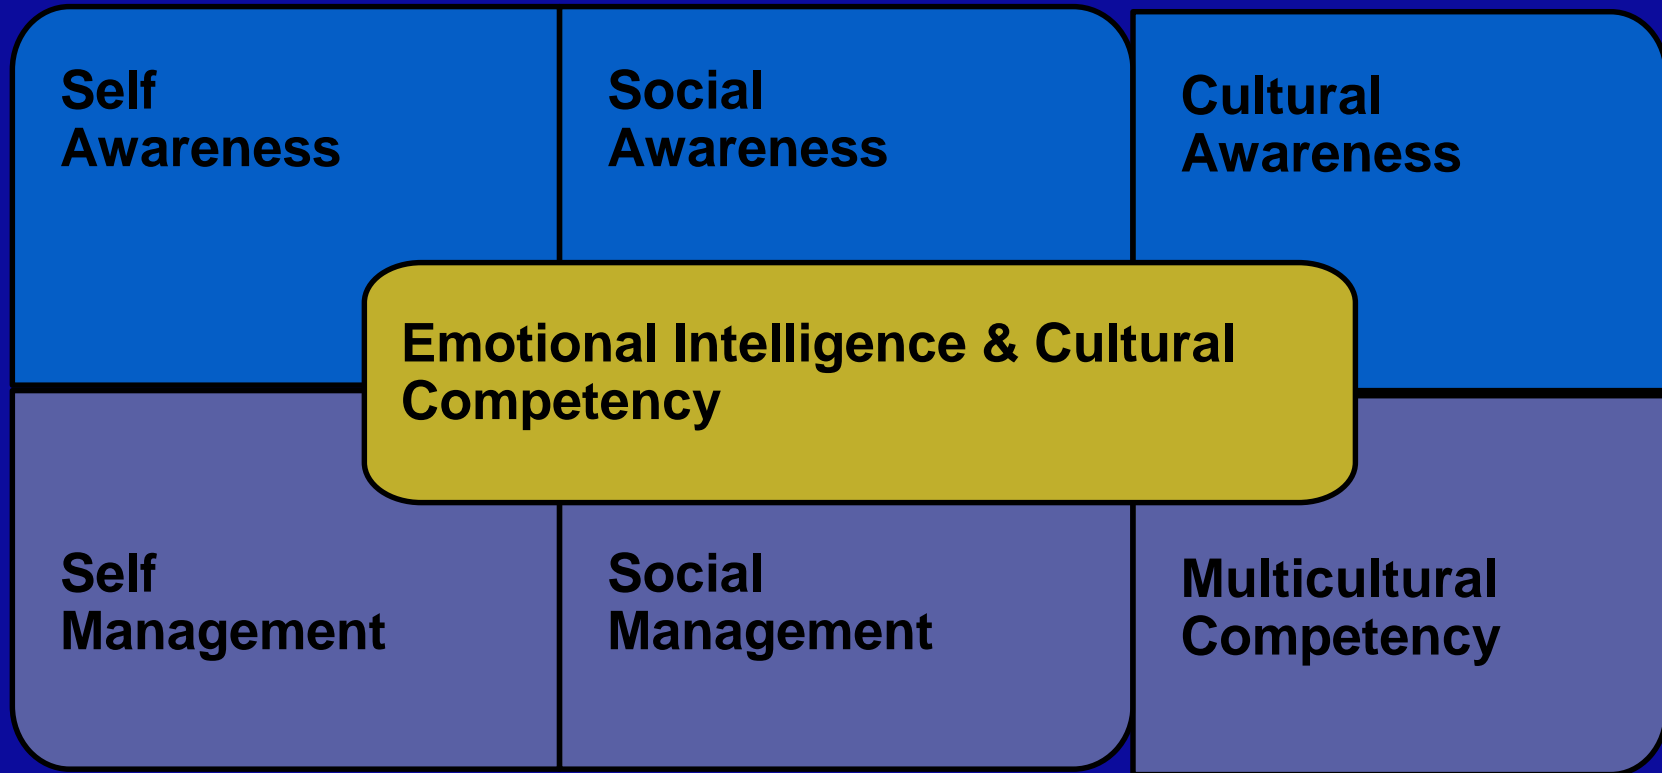 Self
Awareness
Social
Awareness
Cultural
Awareness
Emotional Intelligence & Cultural
Competency
Self
Management
Social
Management
Multicultural
Competency